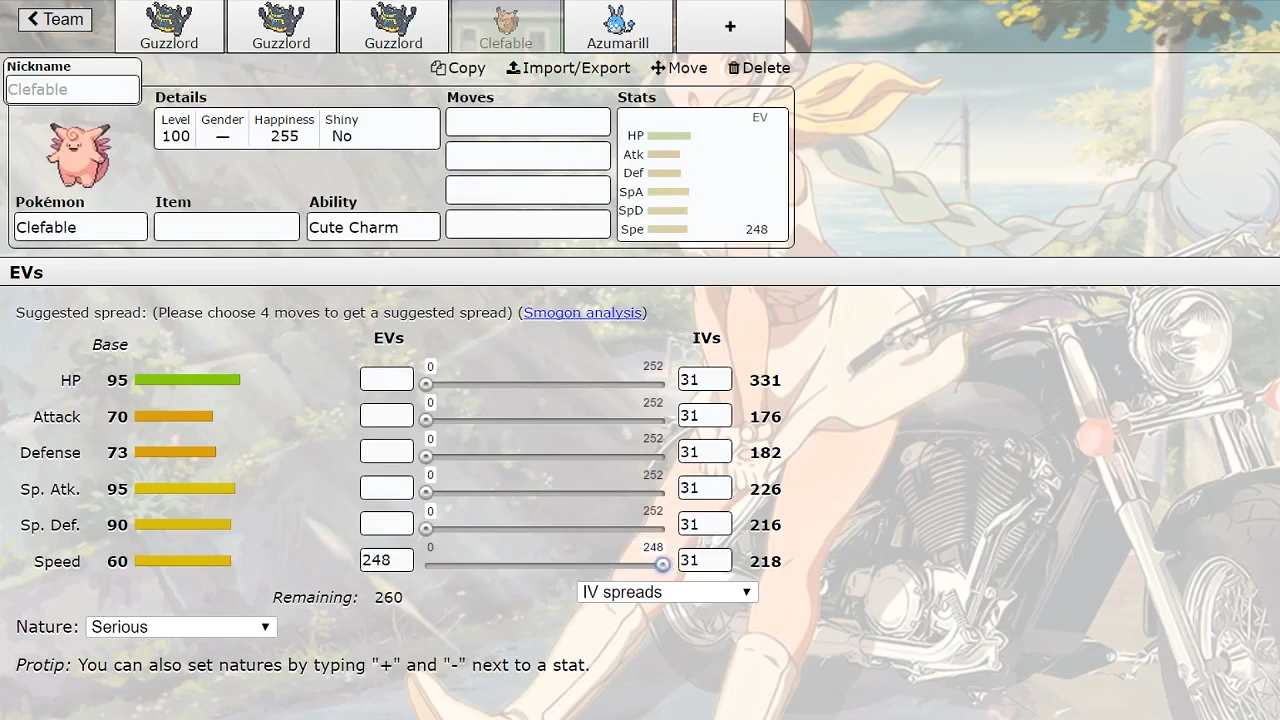 Team
Guzzlord
Guzzlord
Guzzlord
Clefable
Azumarill
+
Nickname
Clefable
Copy
Import/Export
Move
Delete
Details
Level
100
Gender
—
Happiness
255
Shiny
No
Pokémon
Clefable
Item
Ability
Cute Charm
Moves
Stats
EV
HP
Atk
Def
SpA
SpD
Spe 248
EVs
Suggested spread: (Please choose 4 moves to get a suggested spread) (Smogon analysis)
Base EVs IVs
HP 95 0 252 31 331
Attack 70 0 252 31 176
Defense 73 0 252 31 182
Sp. Atk. 95 0 252 31 226
Sp. Def. 90 0 252 31 216
Speed 60 248 0 248 31 218
Remaining: 260
IV spreads
Nature: Serious
Protip: You can also set natures by typing "+" and "-" next to a stat.